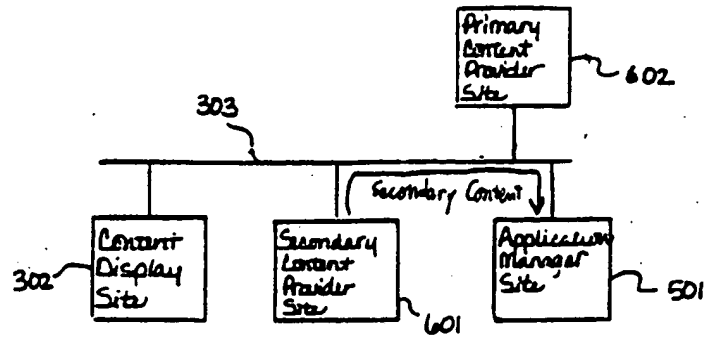 Primary
Content
Provider
Site
602
303
Secondary Content
Content
Display
Site
302
Secondary
Content
Provider
Site
601
Application
Manager
Site
501